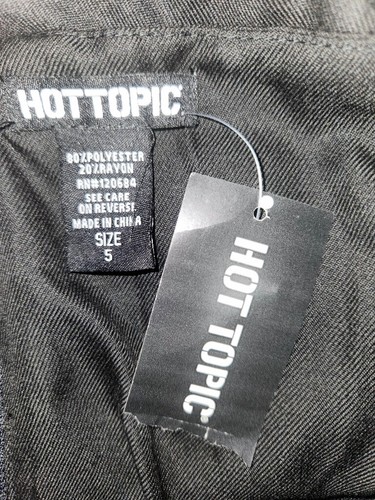 HOTTOPIC
80%POLYESTER
20%RAYON
RN#120684
SEE CARE
ON REVERSE
MADE IN CHINA
SIZE
5
HOT TOPIC